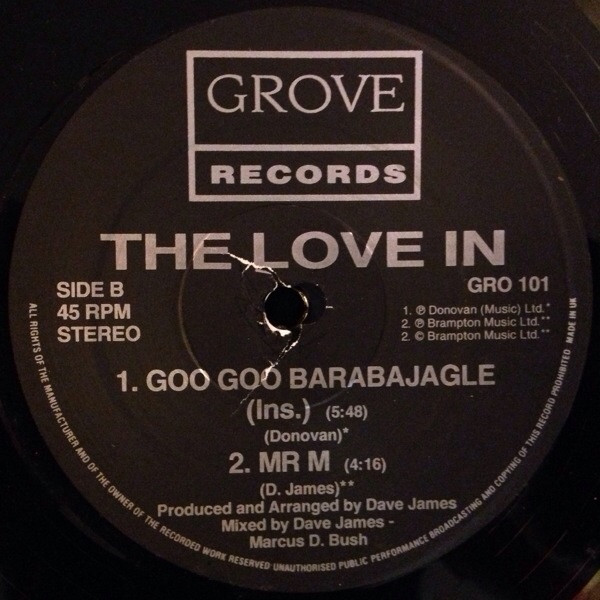 GROVE
RECORDS
THE LOVE IN
SIDE B
45 RPM
STEREO
GRO 101
1. ℗ Donovan (Music) Ltd.*
2. ℗ Brampton Music Ltd.**
2. © Brampton Music Ltd.**
1. GOO GOO BARABAJAGLE
(Ins.) (5:48)
(Donovan)*
2. MR M (4:16)
(D. James)**
Produced and Arranged by Dave James
Mixed by Dave James -
Marcus D. Bush
ALL RIGHTS OF THE MANUFACTURER AND OF THE OWNER OF THE RECORDED WORK RESERVED UNAUTHORISED PUBLIC PERFORMANCE BROADCASTING AND COPYING OF THIS RECORD PROHIBITED MADE IN UK